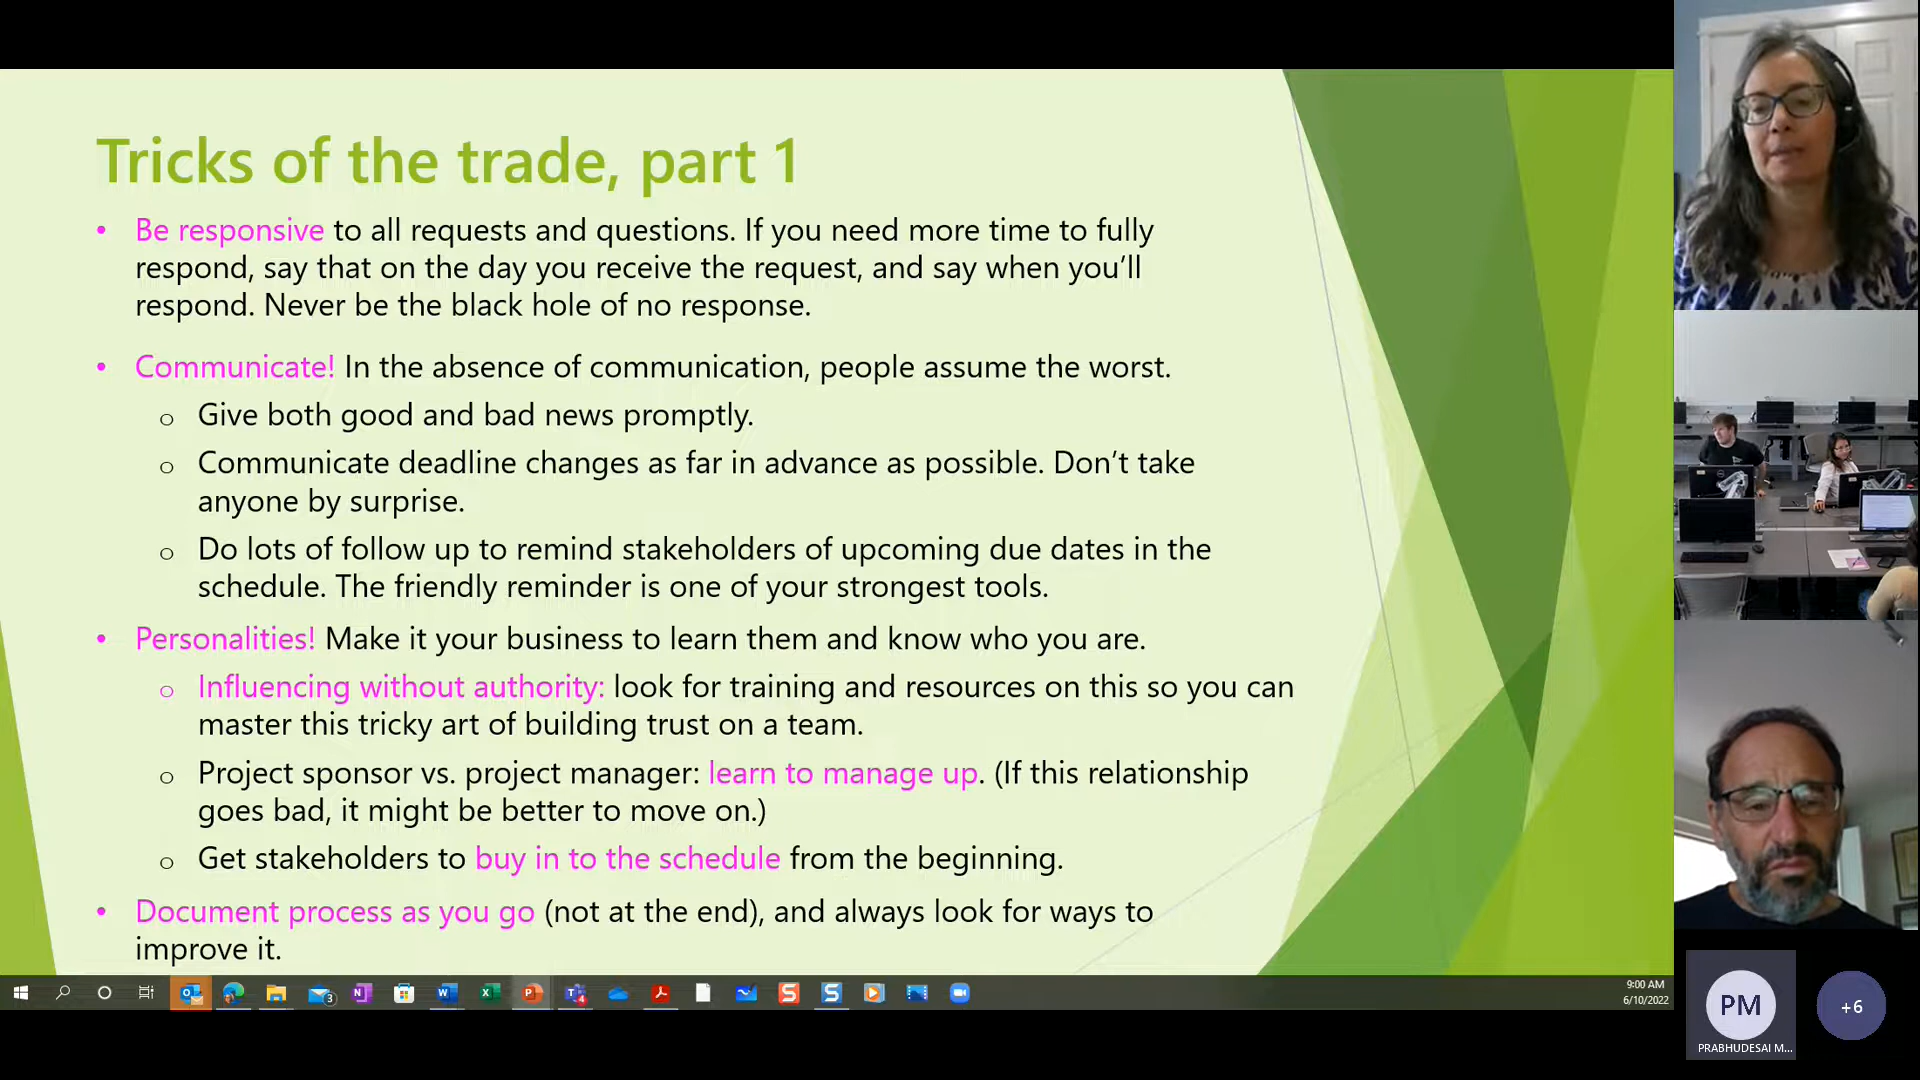 Tricks of the trade, part 1
• Be responsive to all requests and questions. If you need more time to fully
respond, say that on the day you receive the request, and say when you’ll
respond. Never be the black hole of no response.
• Communicate! In the absence of communication, people assume the worst.
o Give both good and bad news promptly.
o Communicate deadline changes as far in advance as possible. Don’t take
anyone by surprise.
o Do lots of follow up to remind stakeholders of upcoming due dates in the
schedule. The friendly reminder is one of your strongest tools.
• Personalities! Make it your business to learn them and know who you are.
o Influencing without authority: look for training and resources on this so you can
master this tricky art of building trust on a team.
o Project sponsor vs. project manager: learn to manage up. (If this relationship
goes bad, it might be better to move on.)
o Get stakeholders to buy in to the schedule from the beginning.
• Document process as you go (not at the end), and always look for ways to
improve it.
3
4
9:00 AM
6/10/2022
PM
PRABHUDESAI M...
+6